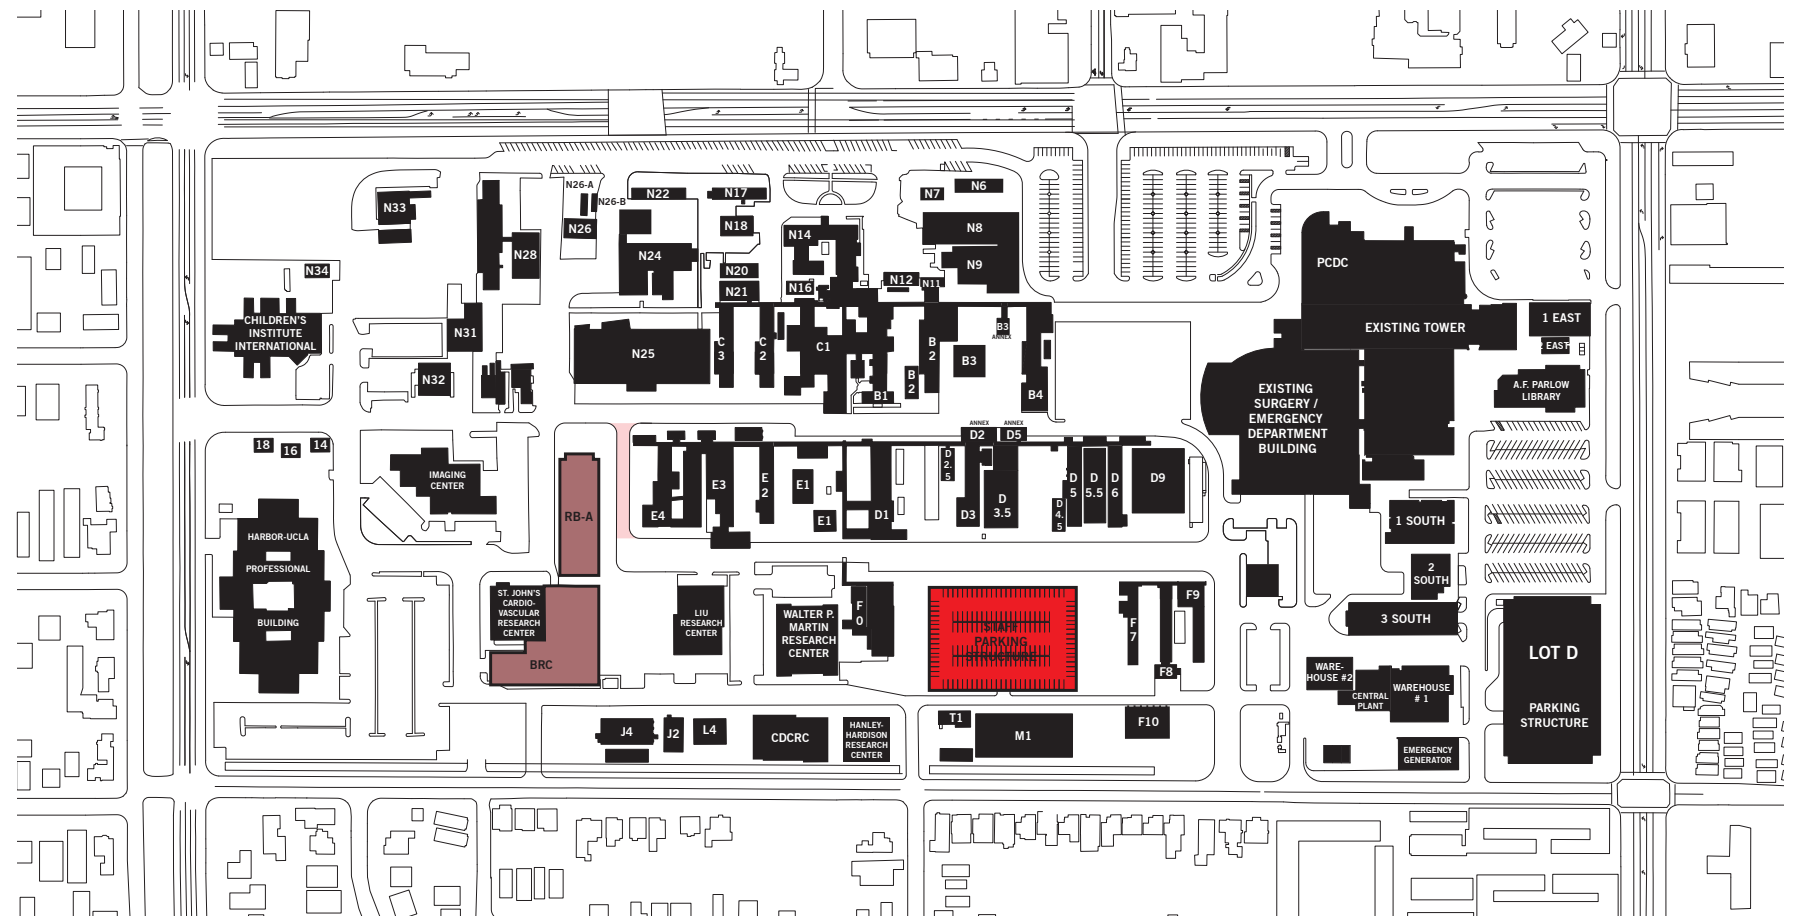 N26-A
N26-B
N22
N17
N7
N6
N33
N26
N18
N14
N8
N28
N24
N9
PCDC
N34
N20
N21
N16
N12
N11
CHILDREN'S
INSTITUTE
INTERNATIONAL
N31
N25
C
3
C
2
C1
B
2
B3
ANNEX
B3
EXISTING TOWER
1 EAST
2 EAST
N32
B
2
B1
B4
A.F. PARLOW
LIBRARY
EXISTING
SURGERY /
EMERGENCY
DEPARTMENT
BUILDING
18
16
14
ANNEX
D2
ANNEX
D5
IMAGING
CENTER
RB-A
E4
E3
E
2
E1
E1
D1
D
2.
5
D3
D
3.5
D
4.
5
D
5
D
5.5
D
6
D9
1 SOUTH
2
SOUTH
3 SOUTH
HARBOR-UCLA
PROFESSIONAL
BUILDING
ST. JOHN'S
CARDIO-
VASCULAR
RESEARCH
CENTER
BRC
LIU
RESEARCH
CENTER
WALTER P.
MARTIN
RESEARCH
CENTER
F
0
STAFF
PARKING
STRUCTURE
F
7
F9
F8
WARE-
HOUSE #2
CENTRAL
PLANT
WAREHOUSE
# 1
LOT D
PARKING
STRUCTURE
J4
J2
L4
CDCRC
HANLEY-
HARDISON
RESEARCH
CENTER
T1
M1
F10
EMERGENCY
GENERATOR